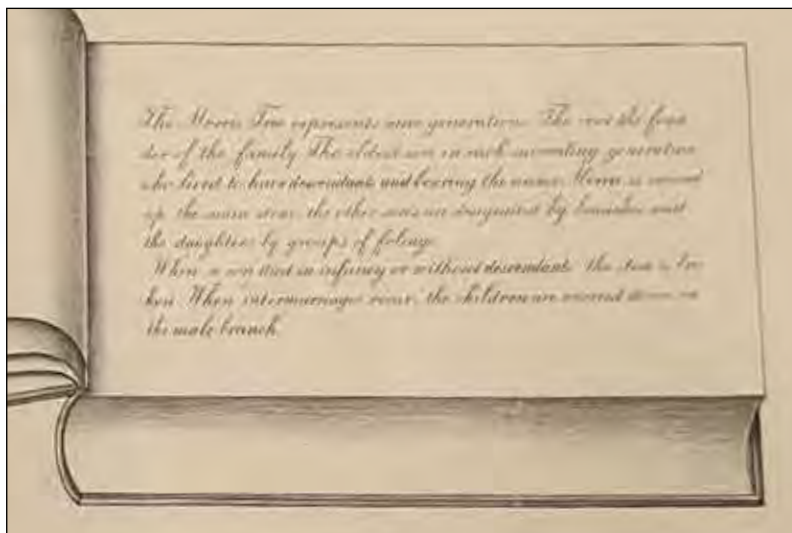 The Morris Tree represents nine generations. The root the foun
der of the family. The eldest son in each succeeding generation
who lived to have descendants and bearing the name Morris is carried
up the main stem, the other sons are designated by branches and
the daughters by groups of foliage.
When a son died in infancy or without descendants the stem is bro
ken. When intermarriages occur, the children are carried down on
the male branch.